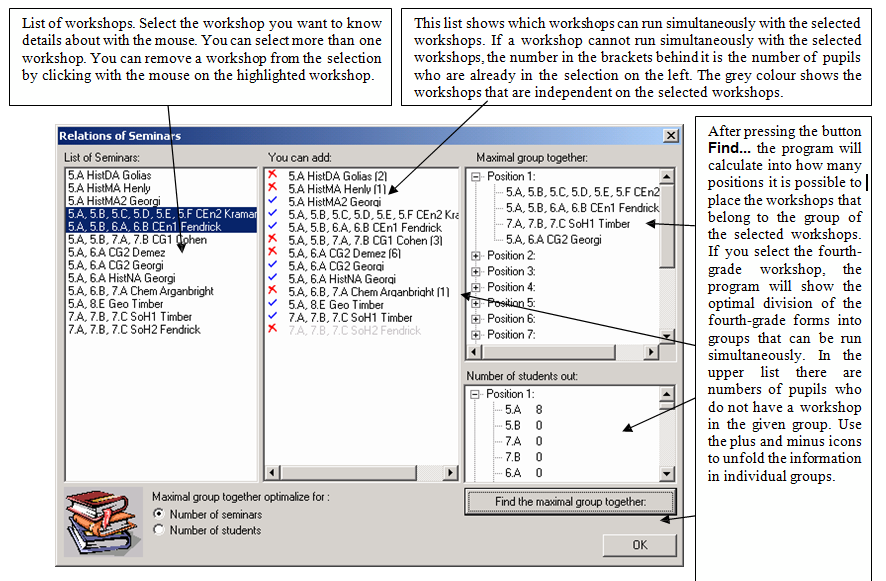 List of workshops. Select the workshop you want to know
details about with the mouse. You can select more than one
workshop. You can remove a workshop from the selection
by clicking with the mouse on the highlighted workshop.
This list shows which workshops can run simultaneously with the selected
workshops. If a workshop cannot run simultaneously with the selected
workshops, the number in the brackets behind it is the number of pupils
who are already in the selection on the left. The grey colour shows the
workshops that are independent on the selected workshops.
Relations of Seminars
List of Seminars:
5.A HistDA Golias
5.A HistMA Henly
5.A HistMA2 Georgi
5.A, 5.B, 5.C, 5.D, 5.E, 5.F CEn2 Kramar
5.A, 5.B, 6.A, 6.B CEn1 Fendrick
5.A, 5.B, 7.A, 7.B CG1 Cohen
5.A, 6.A CG2 Demez
5.A, 6.A CG2 Georgi
5.A, 6.A HistNA Georgi
5.A, 6.B, 7.A Chem Arganbright
5.A, 8.E Geo Timber
7.A, 7.B, 7.C SoH1 Timber
7.A, 7.B, 7.C SoH2 Fendrick
You can add:
5.A HistDA Golias (2)
5.A HistMA Henly (1)
5.A HistMA2 Georgi
5.A, 5.B, 5.C, 5.D, 5.E, 5.F CEn2 Kra
5.A, 5.B, 6.A, 6.B CEn1 Fendrick
5.A, 5.B, 7.A, 7.B CG1 Cohen (3)
5.A, 6.A CG2 Demez (6)
5.A, 6.A CG2 Georgi
5.A, 6.A HistNA Georgi
5.A, 6.B, 7.A Chem Arganbright (1)
5.A, 8.E Geo Timber
7.A, 7.B, 7.C SoH1 Timber
7.A, 7.B, 7.C SoH2 Fendrick
Maximal group together:
Position 1:
5.A, 5.B, 5.C, 5.D, 5.E, 5.F CEn2
5.A, 5.B, 6.A, 6.B CEn1 Fendrick
7.A, 7.B, 7.C SoH1 Timber
5.A, 6.A CG2 Georgi
Position 2:
Position 3:
Position 4:
Position 5:
Position 6:
Position 7:
Number of students out:
Position 1:
5.A 8
5.B 0
7.A 0
7.B 0
6.A 0
Maximal group together optimalize for :
Number of seminars
Number of students
Find the maximal group together:
OK
After pressing the button
Find... the program will
calculate into how many
positions it is possible to
place the workshops that
belong to the group of
the selected workshops.
If you select the fourth-
grade workshop, the
program will show the
optimal division of the
fourth-grade forms into
groups that can be run
simultaneously. In the
upper list there are
numbers of pupils who
do not have a workshop
in the given group. Use
the plus and minus icons
to unfold the information
in individual groups.